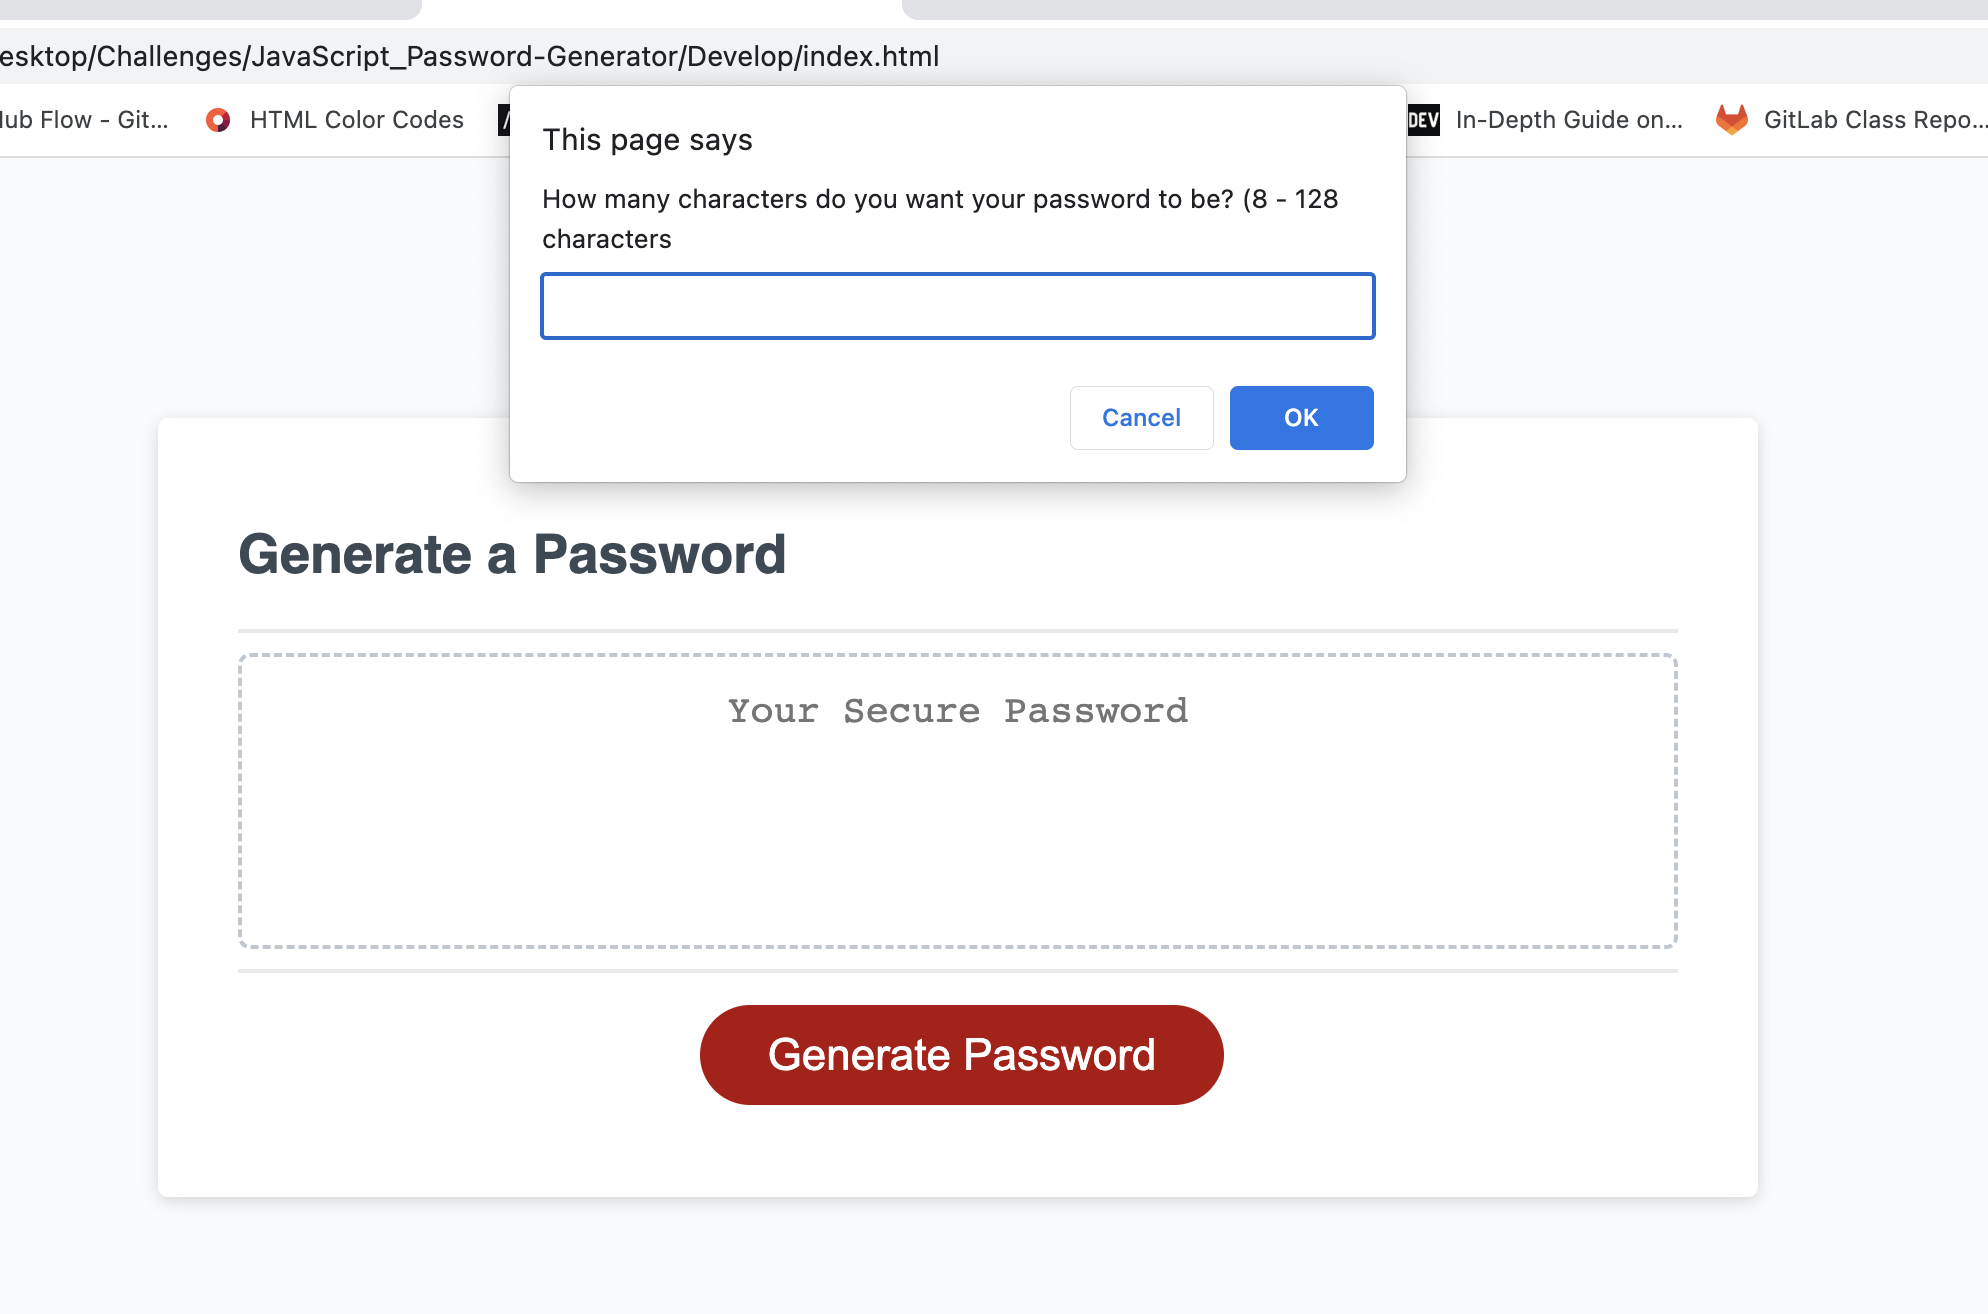 esktop/Challenges/JavaScript_Password-Generator/Develop/index.html
lub Flow - Git...
HTML Color Codes
DEV
In-Depth Guide on...
GitLab Class Repo...
This page says
How many characters do you want your password to be? (8 - 128
characters
Cancel
OK
Generate a Password
Your Secure Password
Generate Password